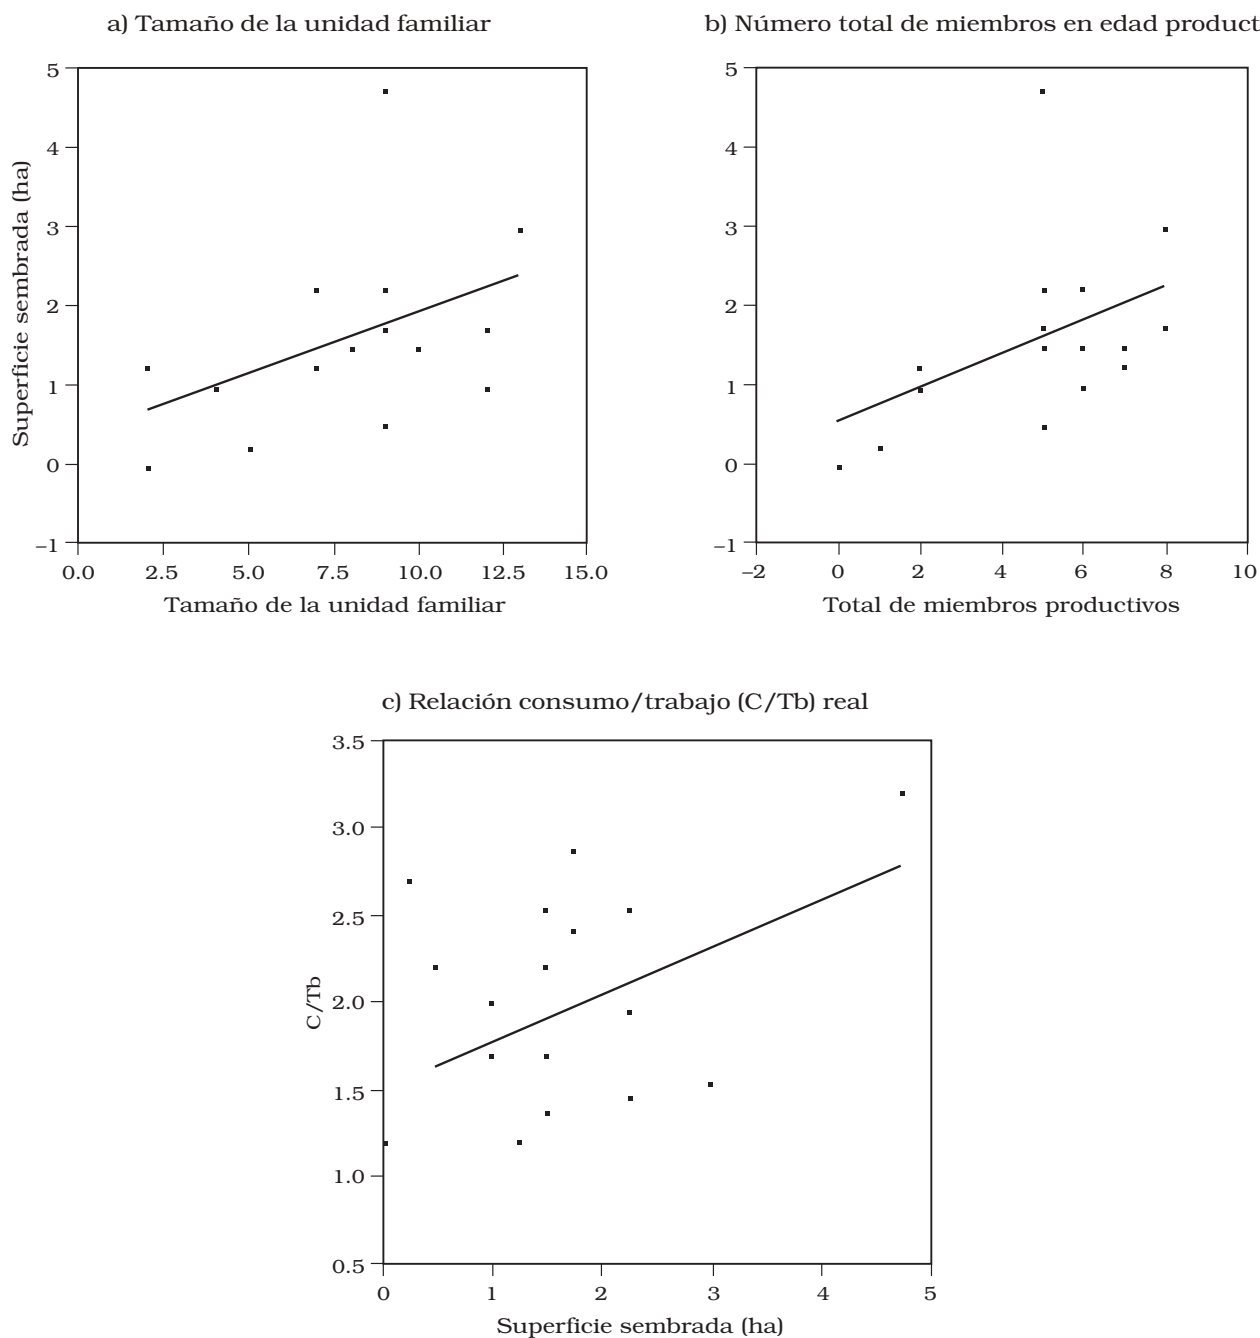 a) Tamaño de la unidad familiar
5
4
3
2
1
0
–1
Superficie sembrada (ha)
0.0 2.5 5.0 7.5 10.0 12.5 15.0
Tamaño de la unidad familiar
b) Número total de miembros en edad product
5
4
3
2
1
0
–1
–2 0 2 4 6 8 10
Total de miembros productivos
c) Relación consumo/trabajo (C/Tb) real
3.5
3.0
2.5
2.0
1.5
1.0
0.5
C/Tb
0 1 2 3 4 5
Superficie sembrada (ha)